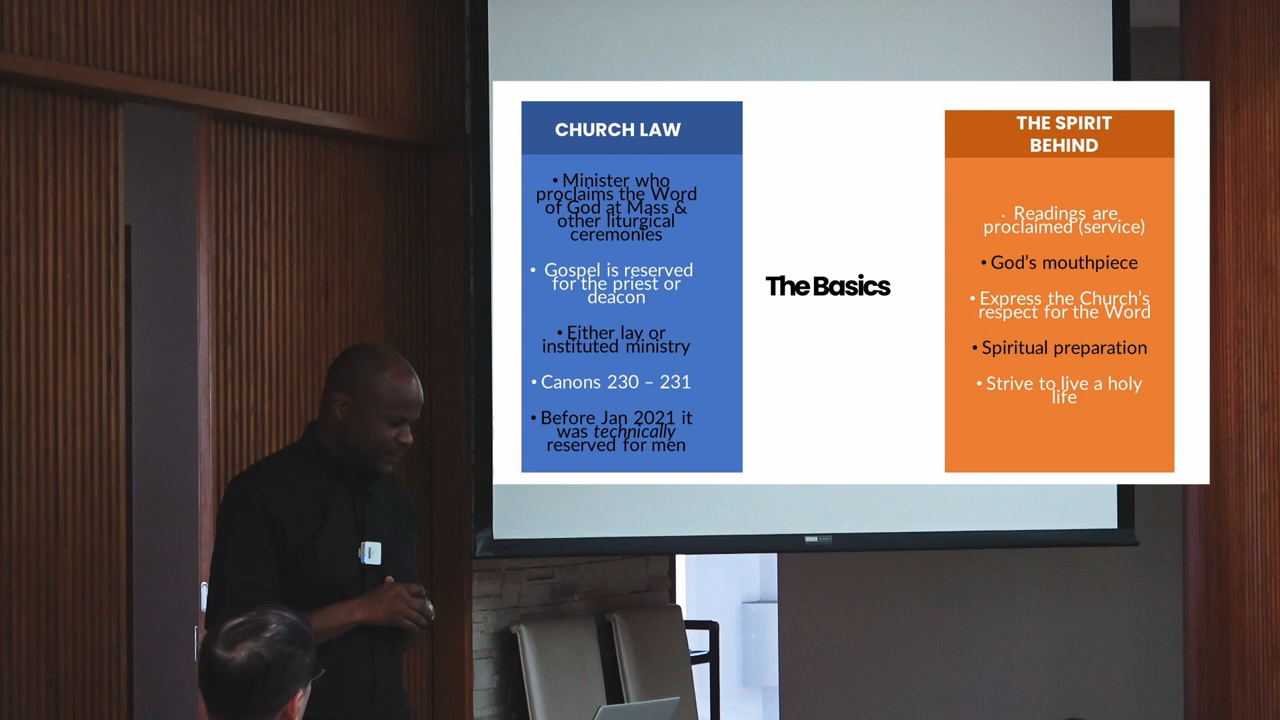 CHURCH LAW
• Minister who
proclaims the Word
of God at Mass &
other liturgical
ceremonies
• Gospel is reserved
for the priest or
deacon
• Either lay or
instituted ministry
• Canons 230 – 231
• Before Jan 2021 it
was technically
reserved for men
The Basics
THE SPIRIT
BEHIND
. Readings are
proclaimed (service)
• God's mouthpiece
• Express the Church's
respect for the Word
• Spiritual preparation
• Strive to live a holy
life